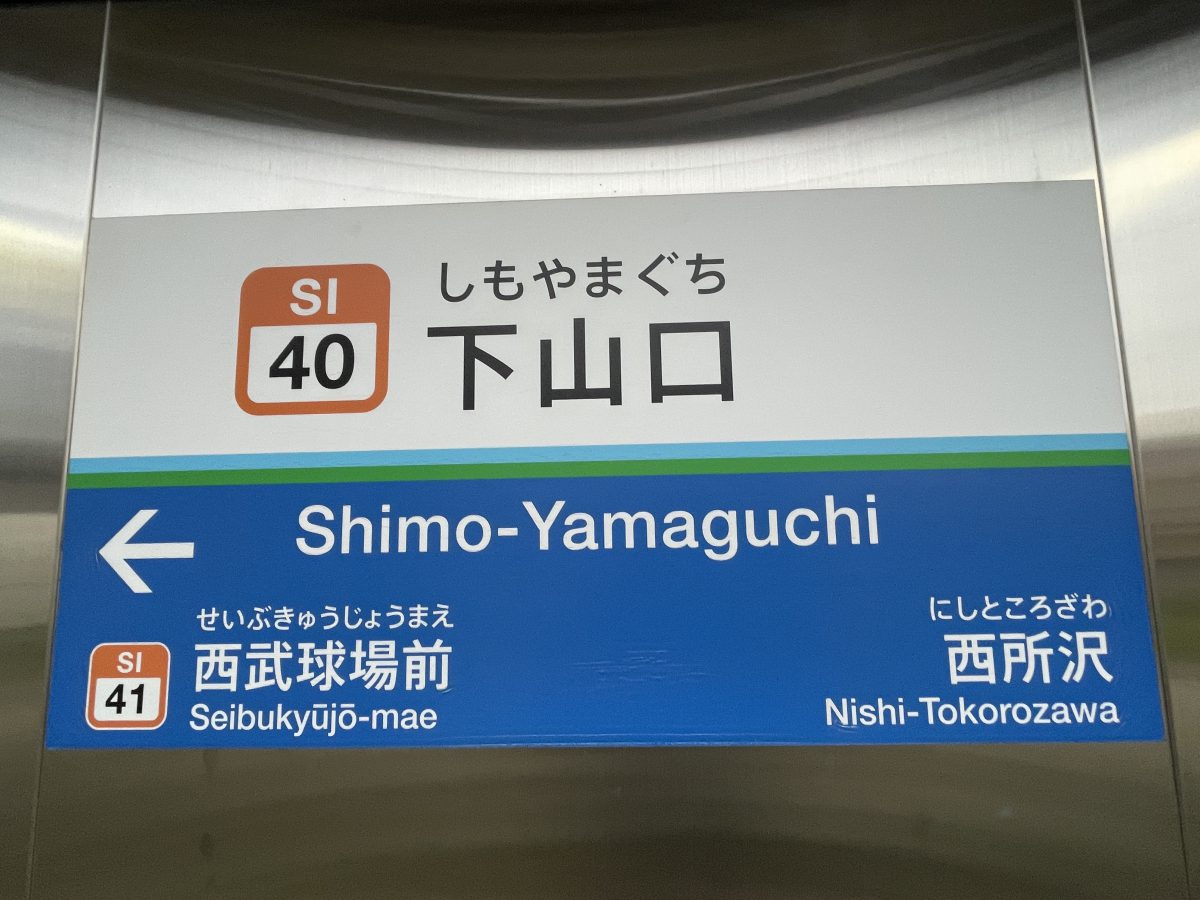 しもやまぐち
SI
40
下山口
Shimo-Yamaguchi
←
せいぶきゅうじょうまえ
SI
41
西武球場前
Seibukyūjō-mae
にしところざわ
西所沢
Nishi-Tokorozawa